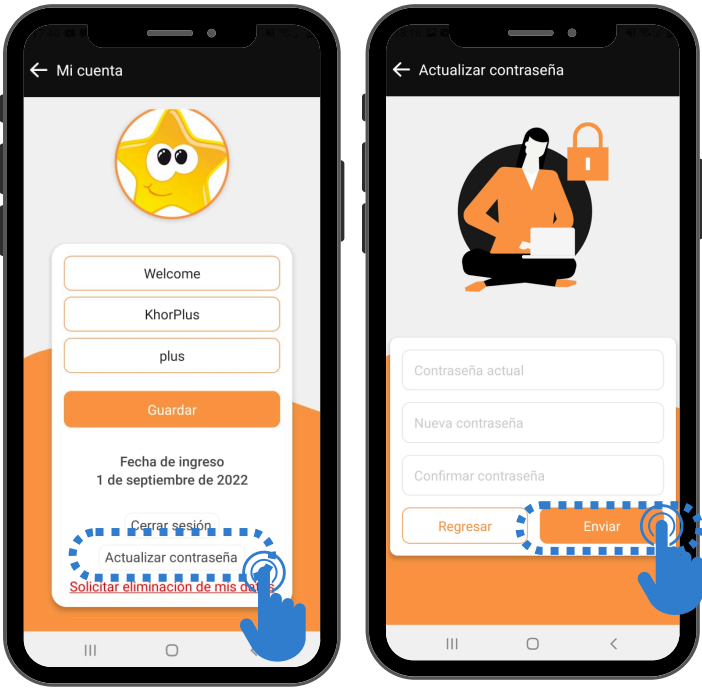 Mi cuenta
Welcome
KhorPlus
plus
Guardar
Fecha de ingreso
1 de septiembre de 2022
Cerrar sesión
Actualizar contraseña
Solicitar eliminación de mis datos
Actualizar contraseña
Contraseña actual
Nueva contraseña
Confirmar contraseña
Regresar
Enviar